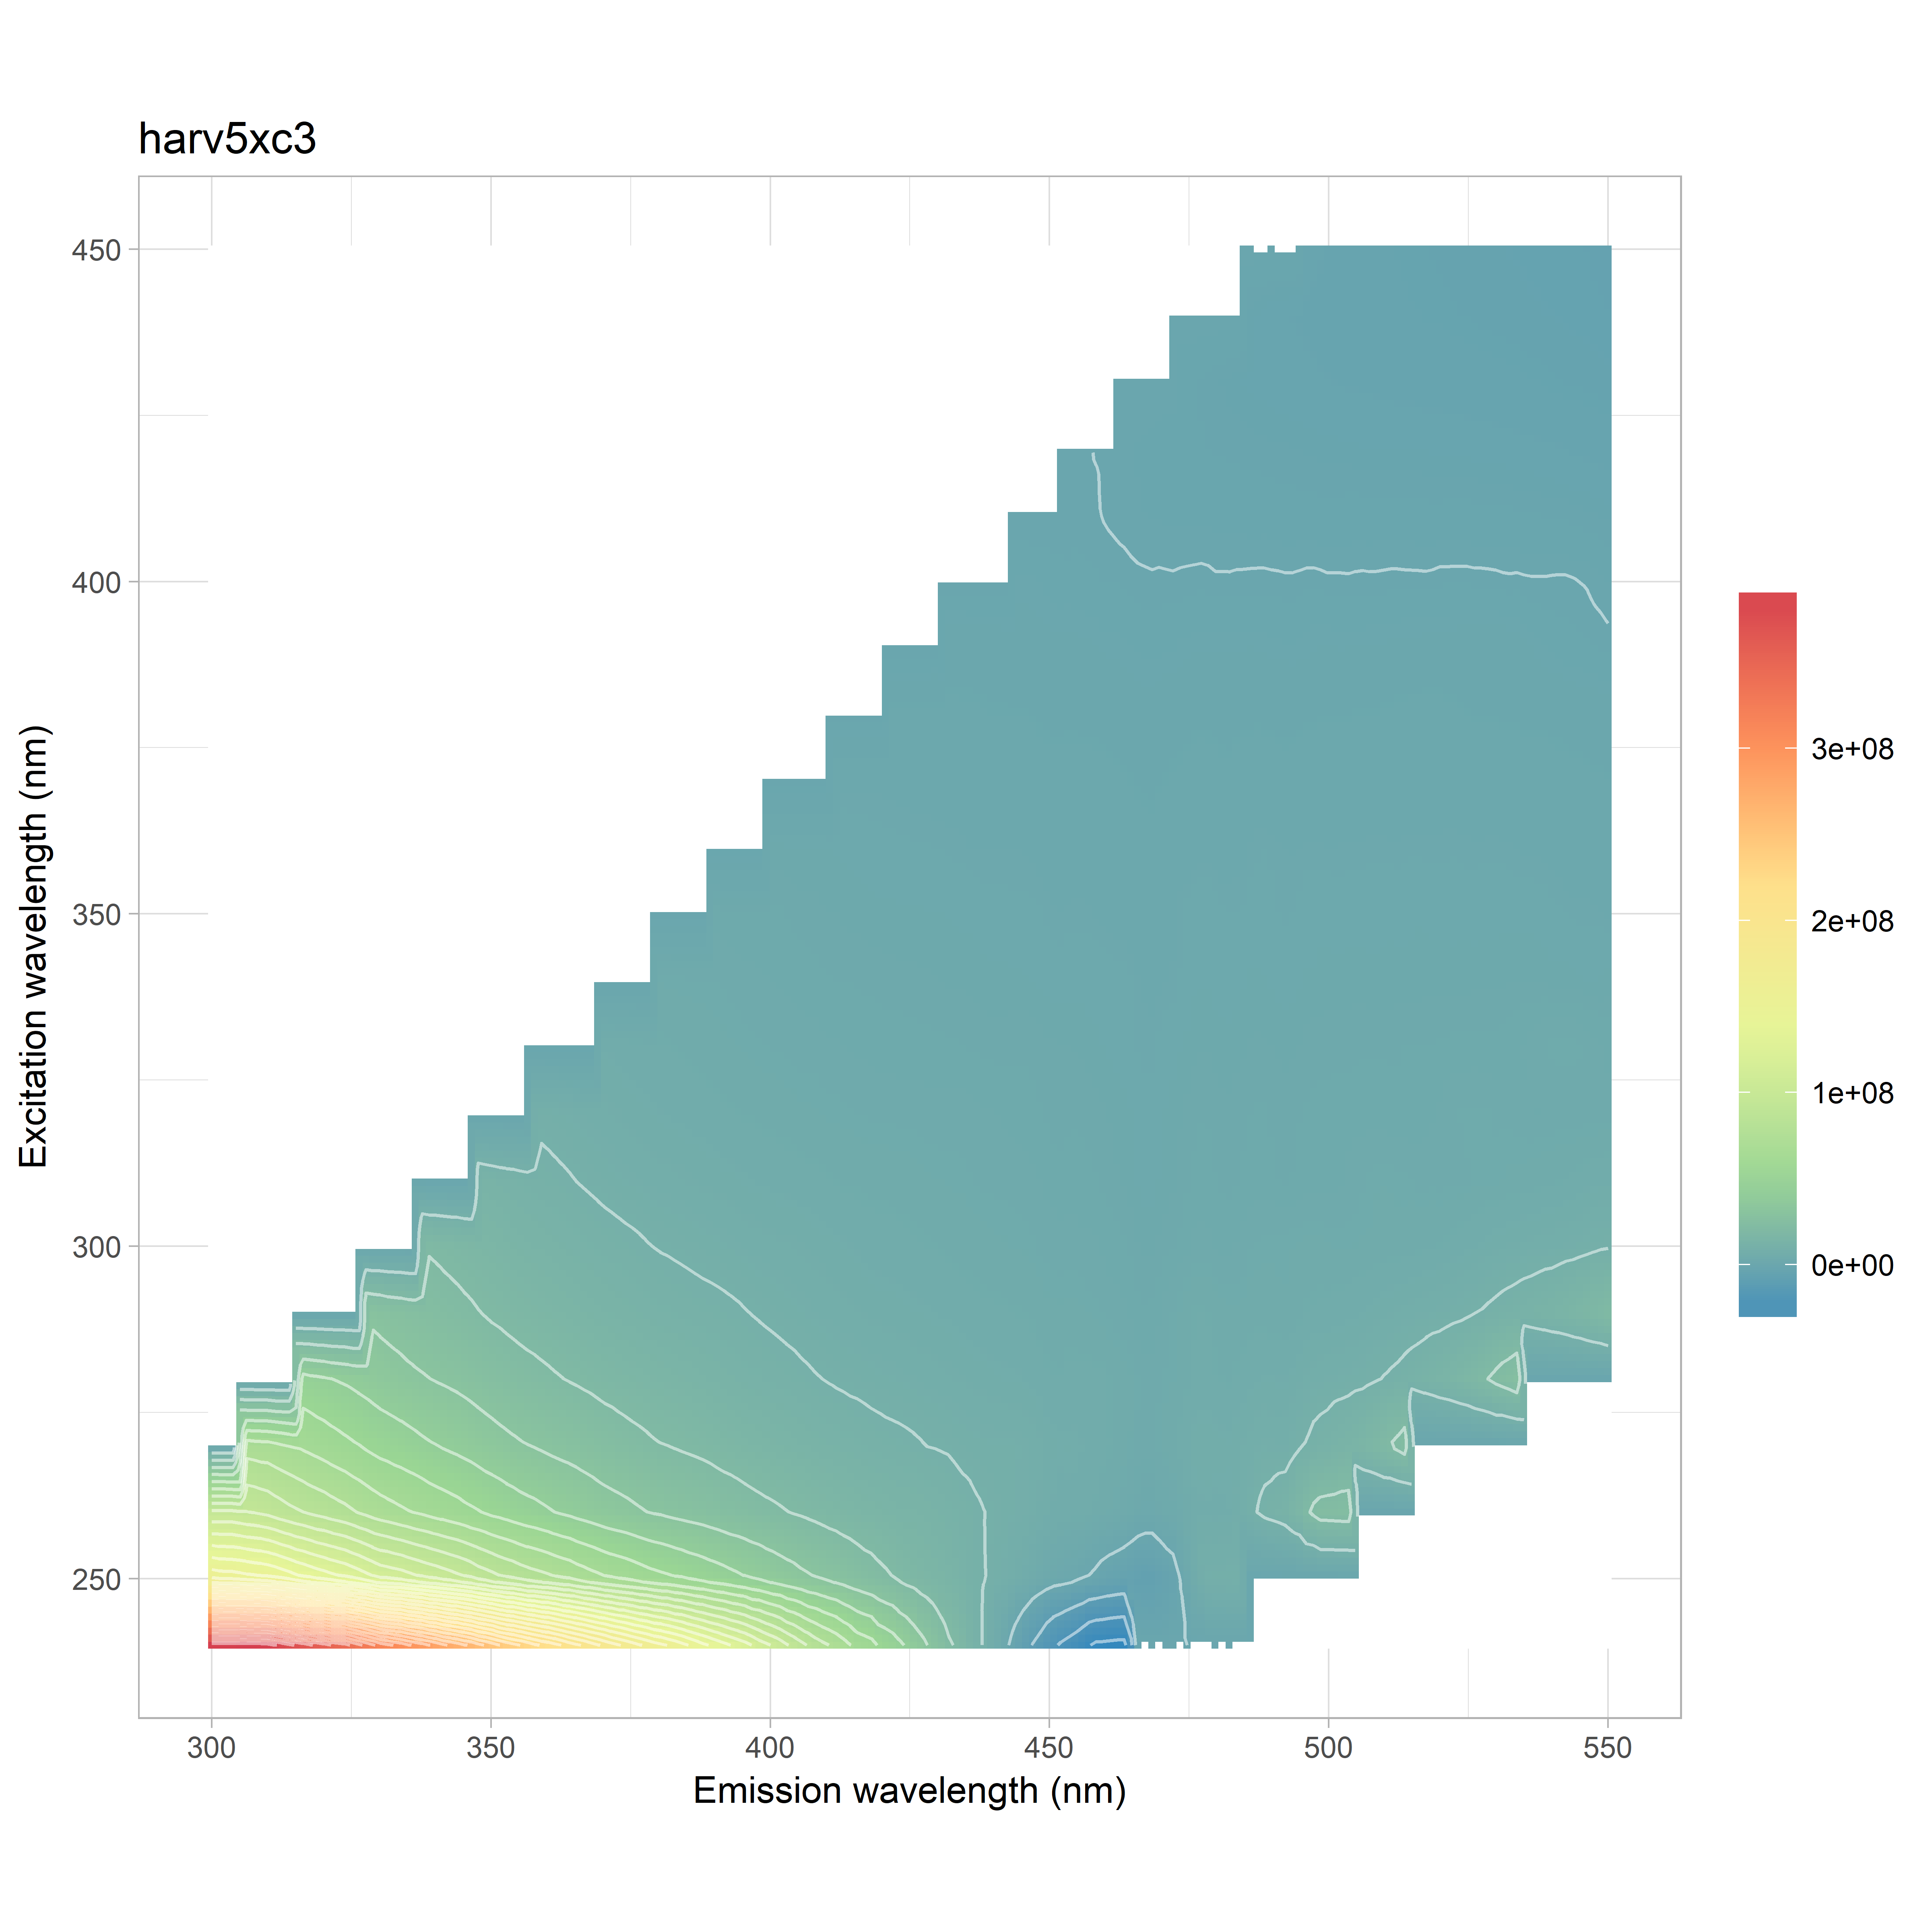 harv5xc3
450
400
350
300
250
300
350
400
450
500
550
Emission wavelength (nm)
Excitation wavelength (nm)
3e+08
2e+08
1e+08
0e+00